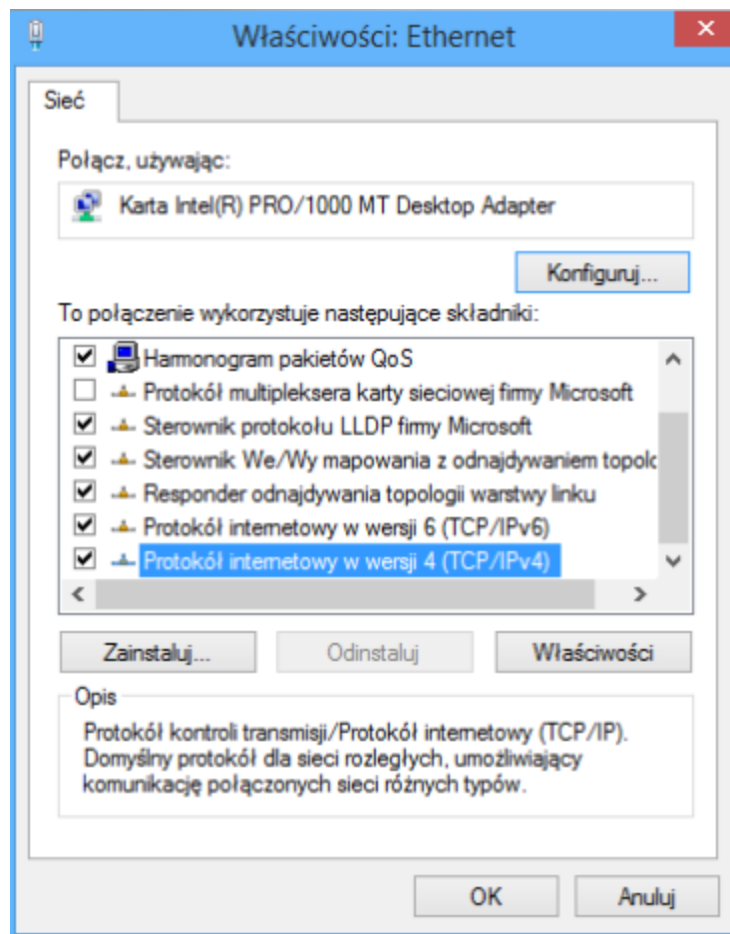 Właściwości: Ethernet
Sieć
Połącz, używając:
Karta Intel(R) PRO/1000 MT Desktop Adapter
Konfiguruj...
To połączenie wykorzystuje następujące składniki:
Harmonogram pakietów QoS
Protokół multipleksera karty sieciowej firmy Microsoft
Sterownik protokołu LLDP firmy Microsoft
Sterownik We/Wy mapowania z odnajdywaniem topolc
Responder odnajdywania topologii warstwy linku
Protokół internetowy w wersji 6 (TCP/IPv6)
Protokół internetowy w wersji 4 (TCP/IPv4)
Zainstaluj...
Odinstaluj
Właściwości
Opis
Protokół kontroli transmisji/Protokół internetowy (TCP/IP).
Domyślny protokół dla sieci rozległych, umożliwiający
komunikację połączonych sieci różnych typów.
OK
Anuluj